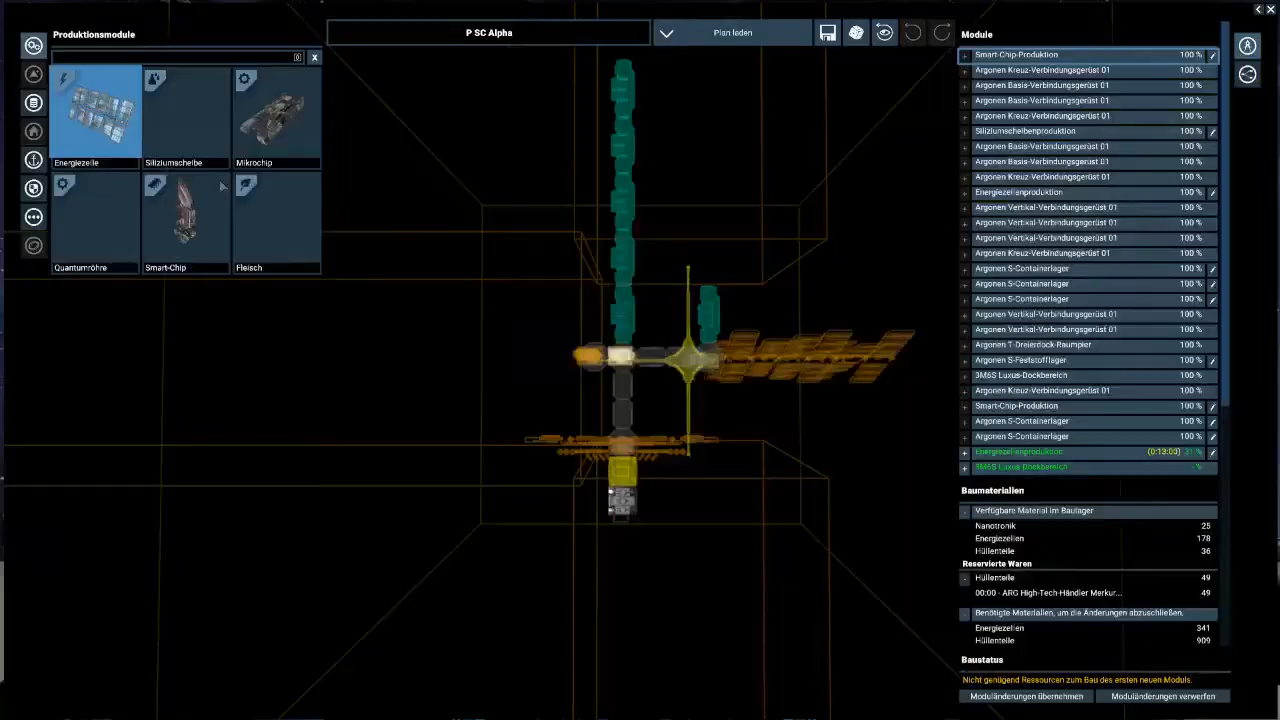 Produktionsmodule
0
x
Energiezelle
Siliziumscheibe
Mikrochip
Quantumröhre
Smart-Chip
Fleisch
P SC Alpha
Plan laden
Module
Smart-Chip-Produktion 100 %
Argonen Kreuz-Verbindungsgerüst 01 100 %
Argonen Basis-Verbindungsgerüst 01 100 %
Argonen Basis-Verbindungsgerüst 01 100 %
Argonen Kreuz-Verbindungsgerüst 01 100 %
Siliziumscheibenproduktion 100 %
Argonen Basis-Verbindungsgerüst 01 100 %
Argonen Basis-Verbindungsgerüst 01 100 %
Argonen Kreuz-Verbindungsgerüst 01 100 %
Energiezellenproduktion 100 %
Argonen Vertikal-Verbindungsgerüst 01 100 %
Argonen Vertikal-Verbindungsgerüst 01 100 %
Argonen Vertikal-Verbindungsgerüst 01 100 %
Argonen Kreuz-Verbindungsgerüst 01 100 %
Argonen S-Containerlager 100 %
Argonen S-Containerlager 100 %
Argonen S-Containerlager 100 %
Argonen Vertikal-Verbindungsgerüst 01 100 %
Argonen Vertikal-Verbindungsgerüst 01 100 %
Argonen T-Dreierdock-Raumpier 100 %
Argonen S-Feststofflager 100 %
3M6S Luxus-Dockbereich 100 %
Argonen Kreuz-Verbindungsgerüst 01 100 %
Smart-Chip-Produktion 100 %
Argonen S-Containerlager 100 %
Argonen S-Containerlager 100 %
Energiezellenproduktion (0:13:00) 31 %
3M6S Luxus-Dockbereich - %
Baumaterialien
Verfügbare Material im Baulager
Nanotronik 25
Energiezellen 178
Hüllenteile 36
Reservierte Waren
Hüllenteile 49
00:00 - ARG High-Tech-Händler Merkur... 49
Benötigte Materialien, um die Änderungen abzuschließen.
Energiezellen 341
Hüllenteile 909
Baustatus
Nicht genügend Ressourcen zum Bau des ersten neuen Moduls.
Moduländerungen übernehmen
Moduländerungen verwerfen